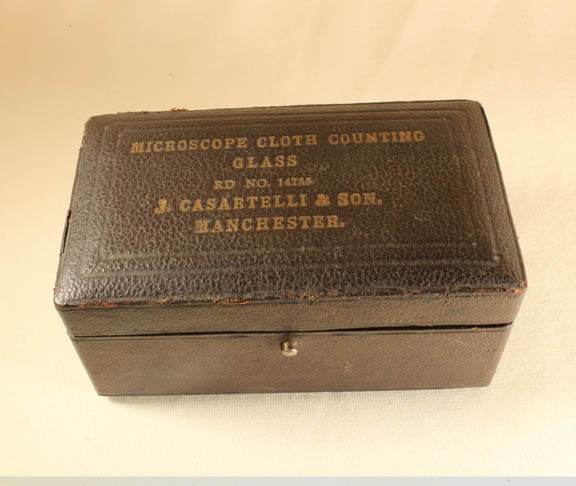 MICROSCOPE CLOTH COUNTING
GLASS
RD NO. 14755
J. CASARTELLI & SON.
MANCHESTER.